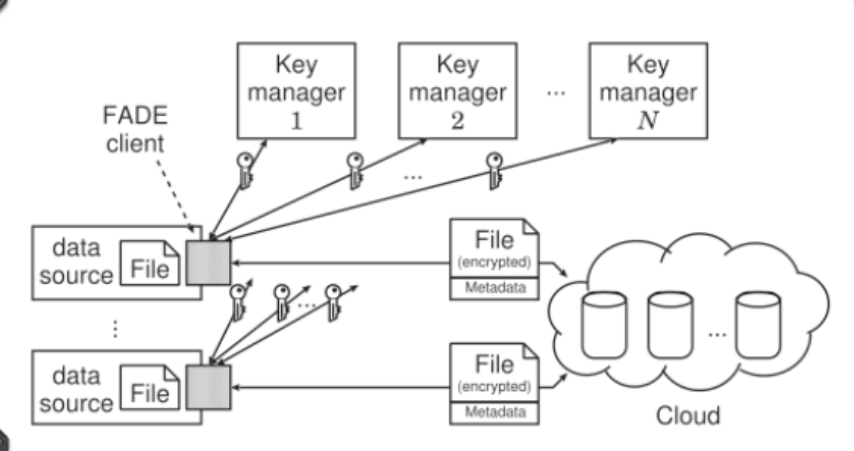 Key
manager
1
Key
manager
2
...
Key
manager
N
FADE
client
...
data
source
File
File
(encrypted)
Metadata
...
...
data
source
File
File
(encrypted)
Metadata
...
Cloud